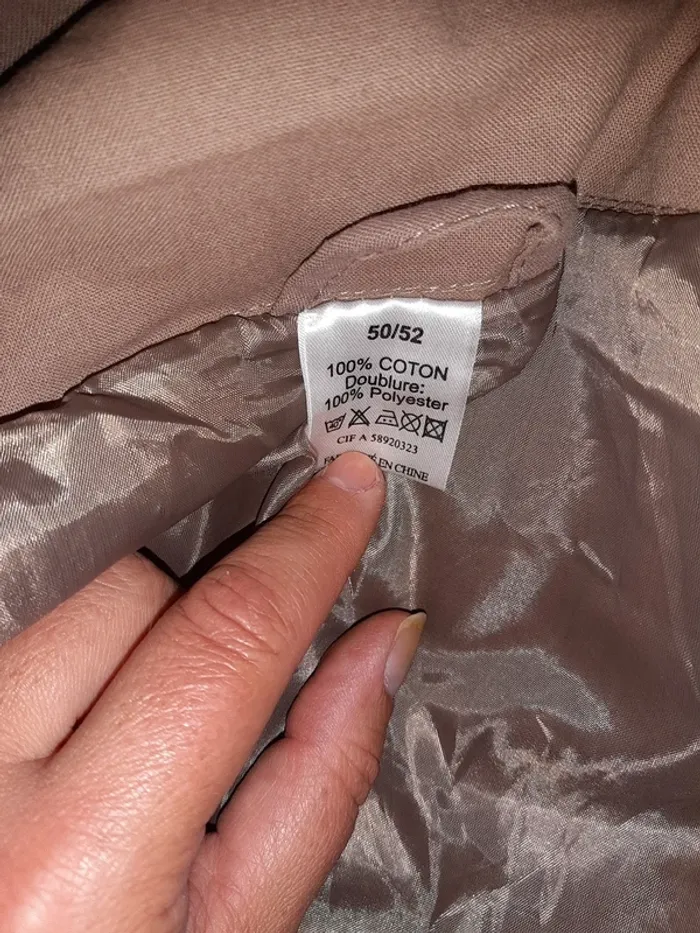 50/52
100% COTON
Doublure:
100% Polyester
CIF A 58920323
EN CHINE